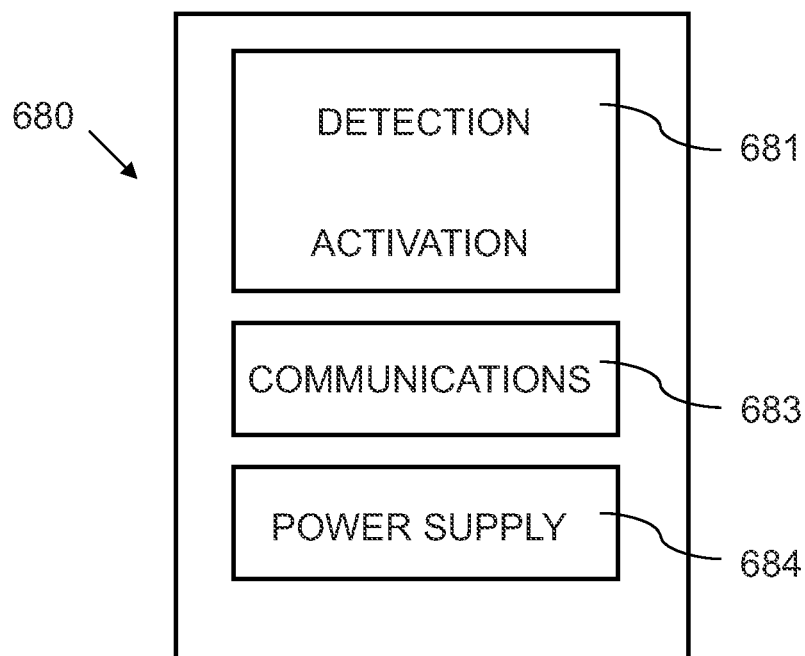 680
DETECTION
681
ACTIVATION
COMMUNICATIONS
683
POWER SUPPLY
684